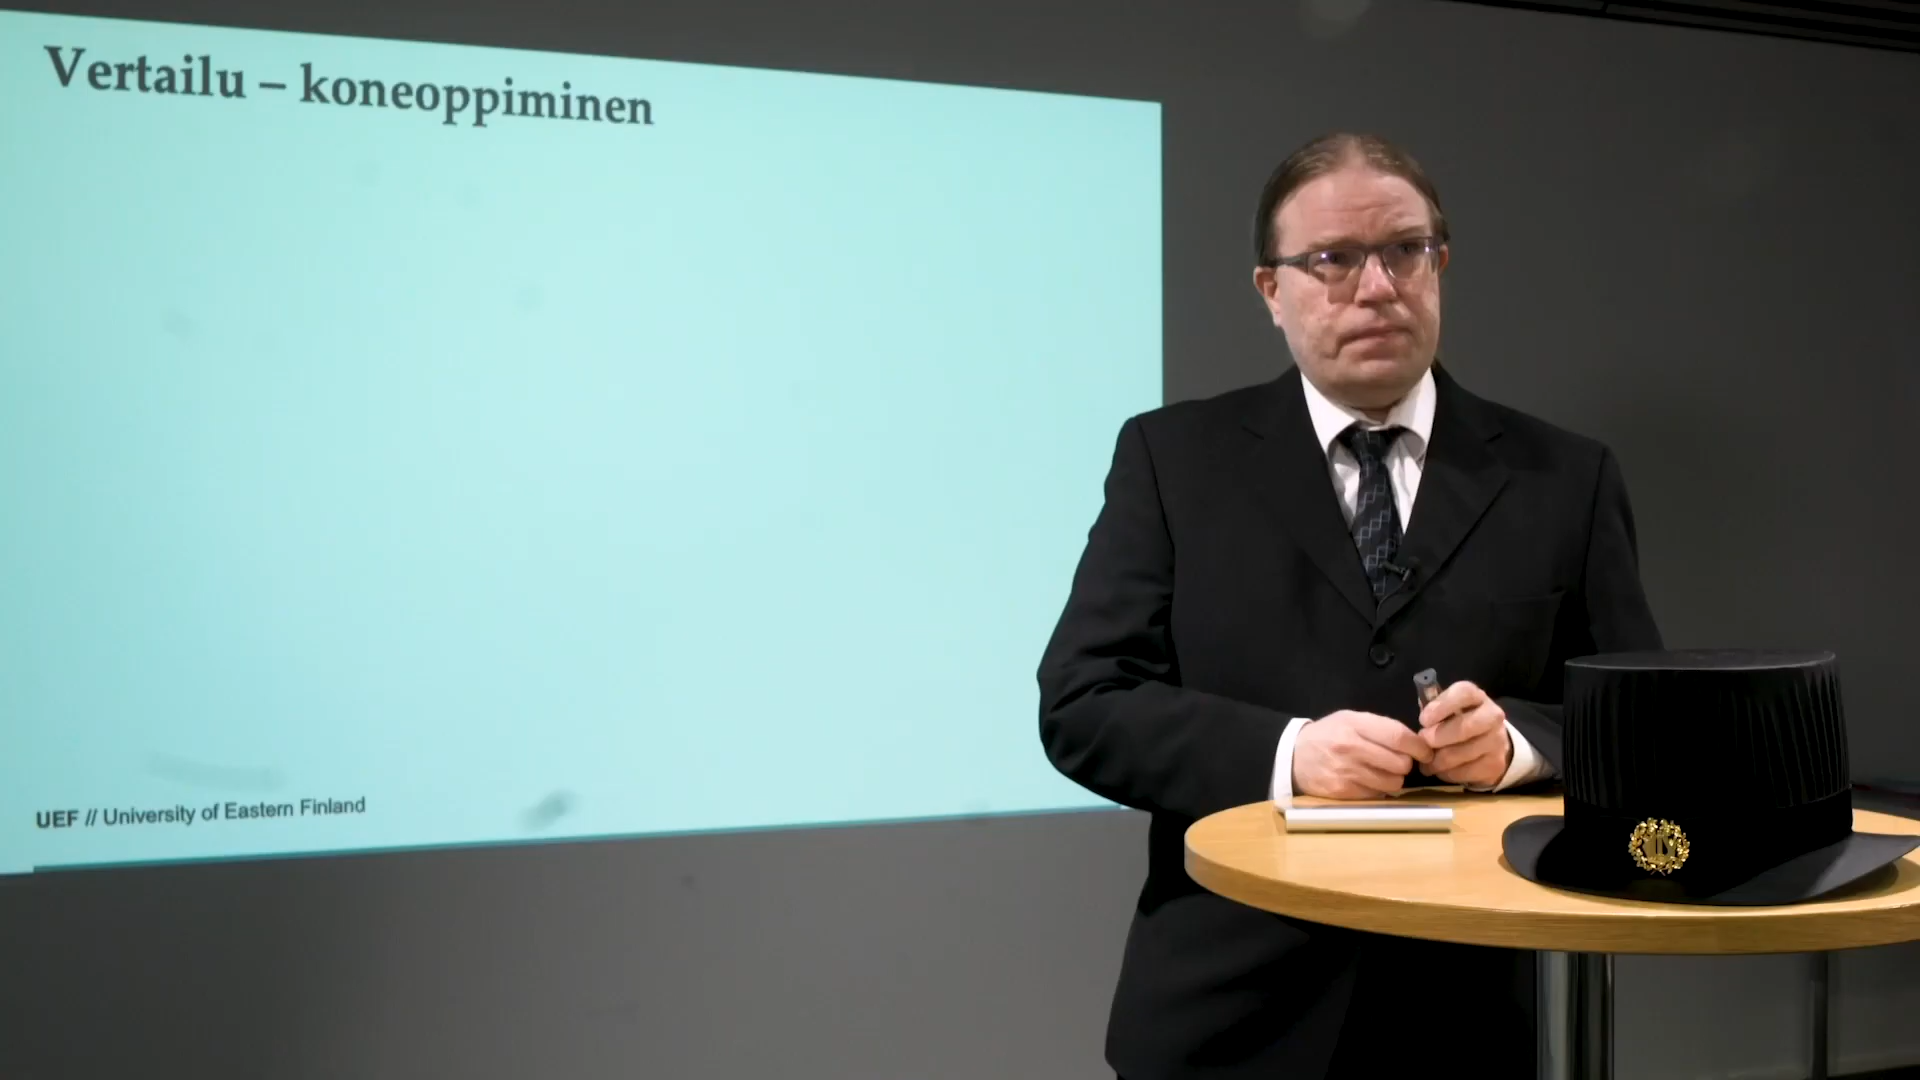 Vertailu – koneoppiminen
UEF // University of Eastern Finland